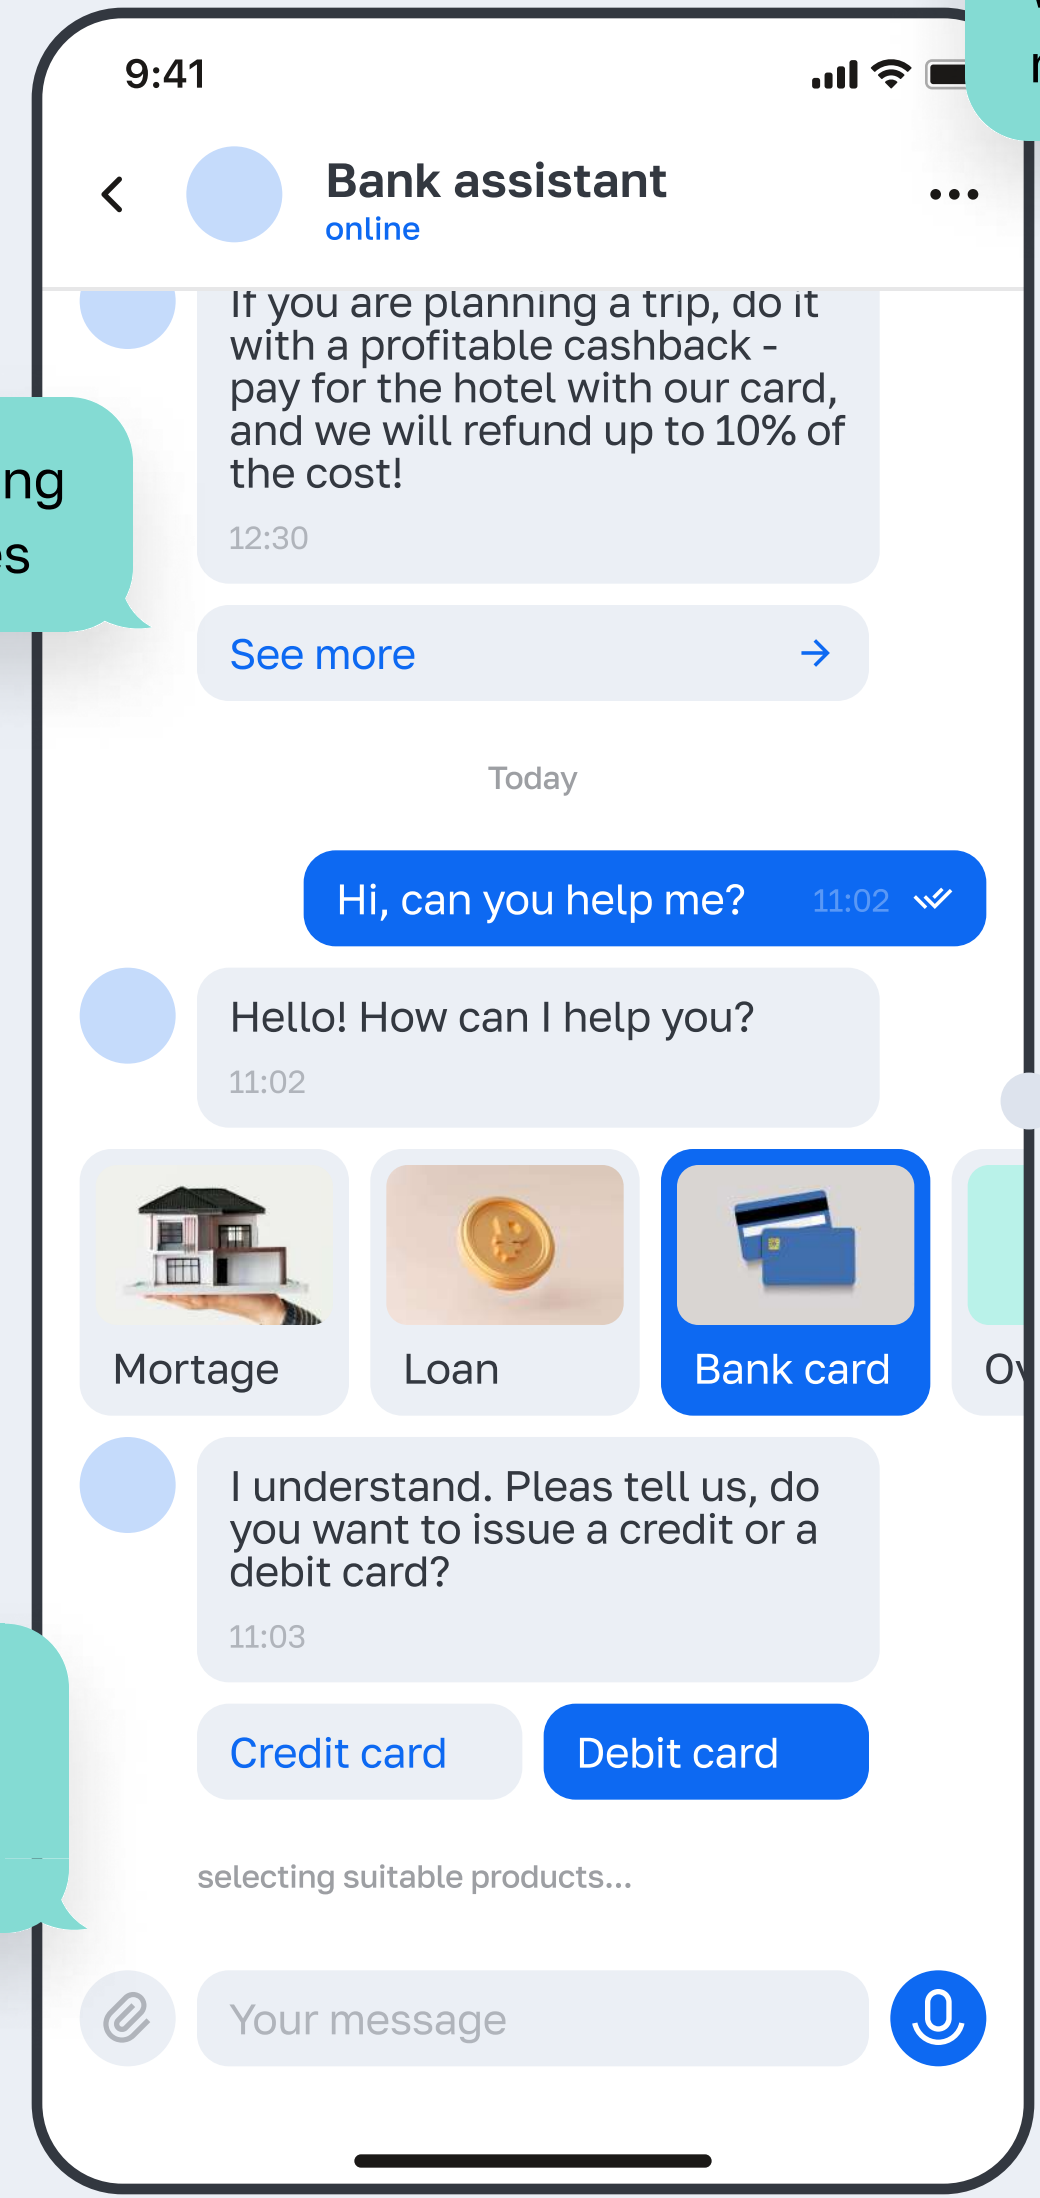 9:41
Bank assistant
online
If you are planning a trip, do it
with a profitable cashback -
pay for the hotel with our card,
and we will refund up to 10% of
the cost!
12:30
See more
Today
Hi, can you help me? 11:02
Hello! How can I help you?
11:02
Mortage
Loan
Bank card
I understand. Pleas tell us, do
you want to issue a credit or a
debit card?
11:03
Credit card
Debit card
selecting suitable products...
Your message